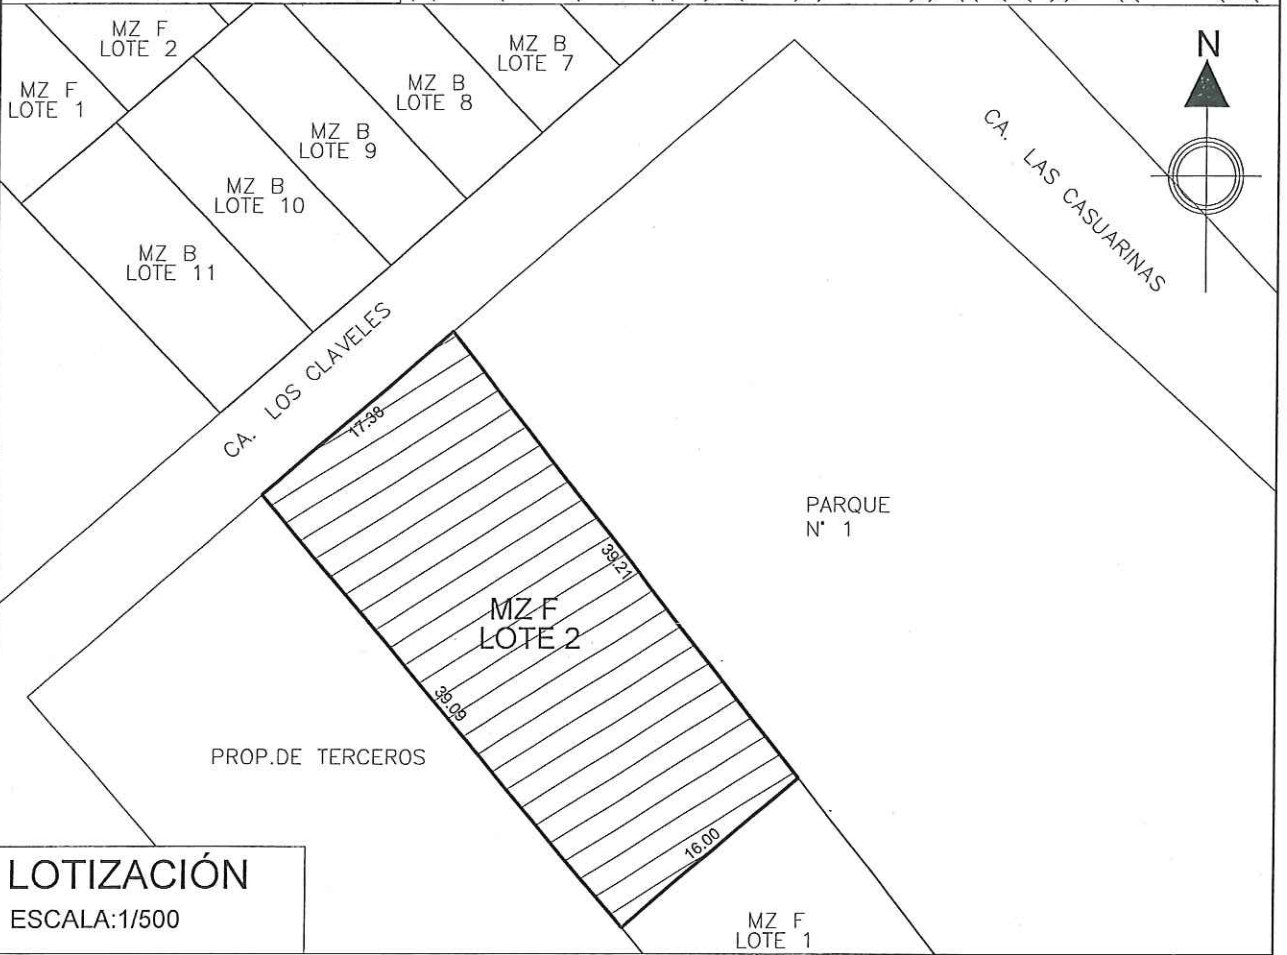 MZ F
LOTE 2
MZ B
LOTE 7
N
MZ F
LOTE 1
MZ B
LOTE 8
MZ B
LOTE 9
CA. LAS CASUARINAS
MZ B
LOTE 10
MZ B
LOTE 11
CA. LOS CLAVELES
17.38
PARQUE
N° 1
39.21
MZ F
LOTE 2
39.09
PROP.DE TERCEROS
16.00
LOTIZACIÓN
ESCALA:1/500
MZ F
LOTE 1